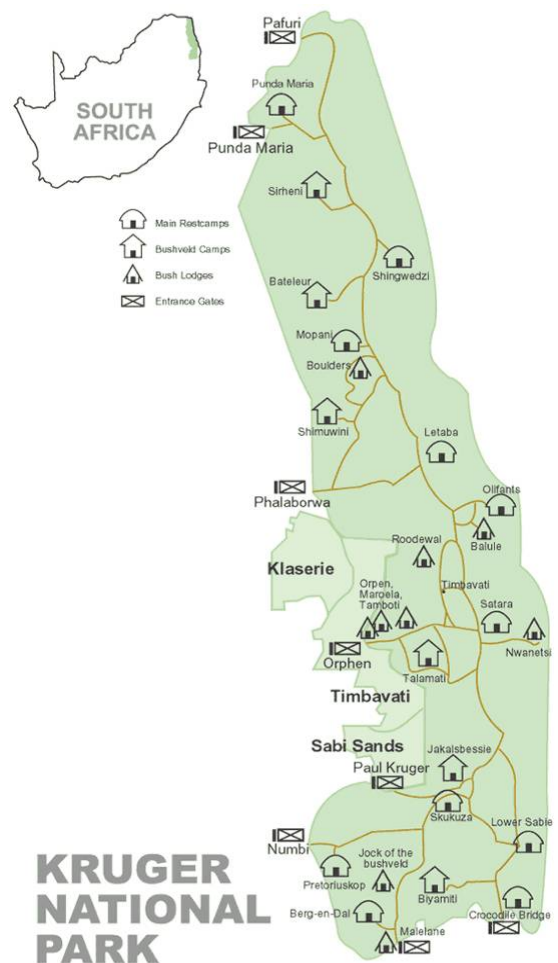 Pafuri
SOUTH
AFRICA
Punda Maria
Punda Maria
Sirheni
Main Restcamps
Bushveld Camps
Bush Lodges
Entrance Gates
Shingwedzi
Bateleur
Mopani
Boulders
Shimuwini
Letaba
Phalaborwa
Olifants
Balule
Roodewal
Klaserie
Orpen,
Maroela,
Tamboti
Timbavati
Satara
Nwanetsi
Orphen
Talamati
Timbavati
Sabi Sands
Jakalsbessie
Paul Kruger
Skukuza
Lower Sabie
Numbi
Jock of the
bushveld
Pretoriuskop
Biyamiti
Berg-en-Dal
Crocodile Bridge
Malelane
KRUGER
NATIONAL
PARK